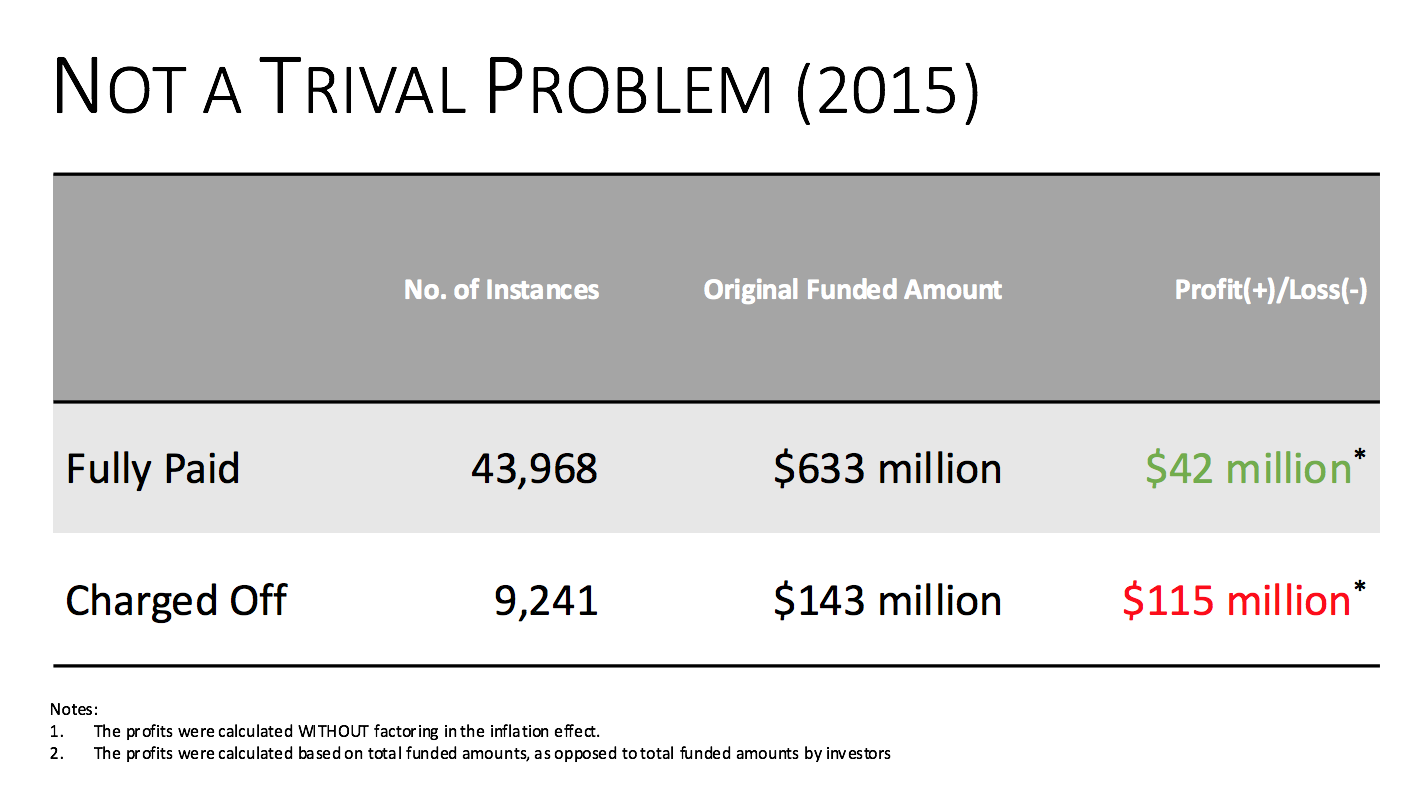 NOT A TRIVAL PROBLEM (2015)
No. of Instances Original Funded Amount Profit(+)/Loss(-)
Fully Paid 43,968 $633 million $42 million*
Charged Off 9,241 $143 million $115 million*
Notes:
1. The profits were calculated WITHOUT factoring in the inflation effect.
2. The profits were calculated based on total funded amounts, as opposed to total funded amounts by investors